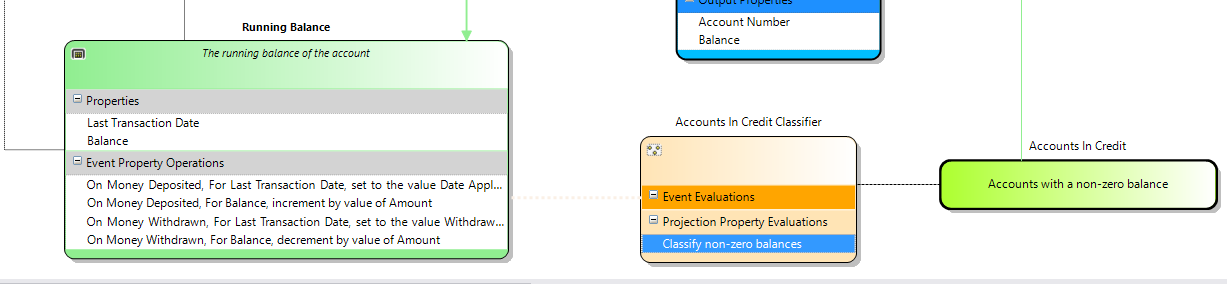 Output Properties
Account Number
Balance
Running Balance
The running balance of the account
Properties
Last Transaction Date
Balance
Event Property Operations
On Money Deposited, For Last Transaction Date, set to the value Date Appl...
On Money Deposited, For Balance, increment by value of Amount
On Money Withdrawn, For Last Transaction Date, set to the value Withdraw...
On Money Withdrawn, For Balance, decrement by value of Amount
Accounts In Credit Classifier
Event Evaluations
Projection Property Evaluations
Classify non-zero balances
Accounts In Credit
Accounts with a non-zero balance